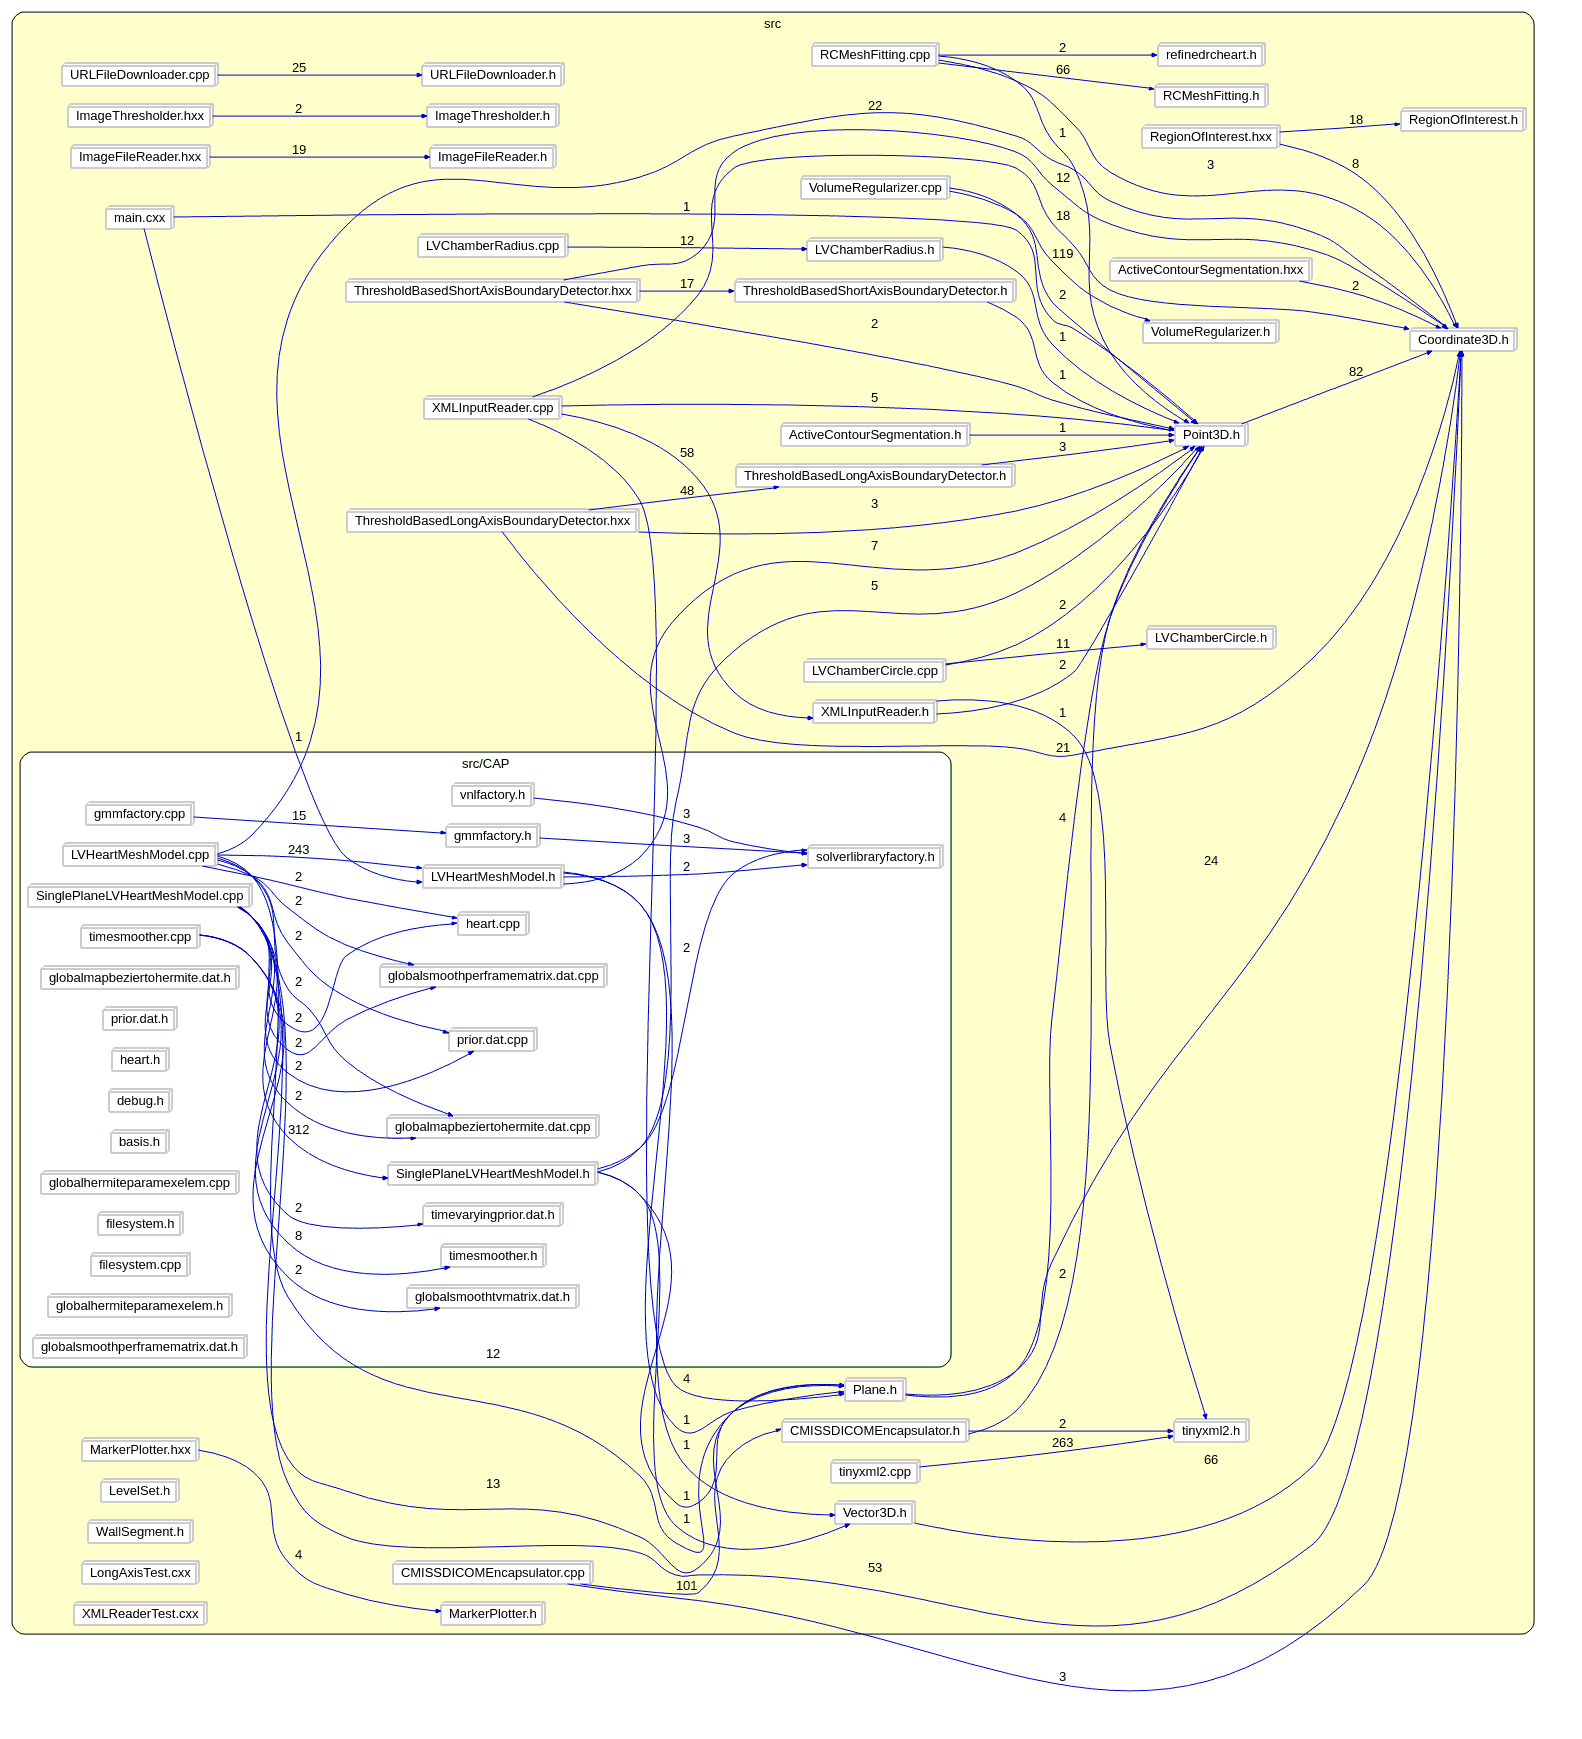 src
RCMeshFitting.cpp
2
refinedrcheart.h
URLFileDownloader.cpp
25
URLFileDownloader.h
66
RCMeshFitting.h
ImageThresholder.hxx
2
ImageThresholder.h
22
1
RegionOfInterest.hxx
18
RegionOfInterest.h
ImageFileReader.hxx
19
ImageFileReader.h
3
8
12
VolumeRegularizer.cpp
main.cxx
1
18
LVChamberRadius.cpp
12
LVChamberRadius.h
119
ActiveContourSegmentation.hxx
2
ThresholdBasedShortAxisBoundaryDetector.hxx
17
ThresholdBasedShortAxisBoundaryDetector.h
2
2
VolumeRegularizer.h
1
Coordinate3D.h
1
82
XMLInputReader.cpp
5
ActiveContourSegmentation.h
1
Point3D.h
58
3
ThresholdBasedLongAxisBoundaryDetector.h
48
3
ThresholdBasedLongAxisBoundaryDetector.hxx
7
5
2
LVChamberCircle.h
11
LVChamberCircle.cpp
2
XMLInputReader.h
1
1
21
src/CAP
vnlfactory.h
gmmfactory.cpp
15
3
4
gmmfactory.h
3
LVHeartMeshModel.cpp
243
solverlibraryfactory.h
24
2
LVHeartMeshModel.h
2
SinglePlaneLVHeartMeshModel.cpp
2
heart.cpp
timesmoother.cpp
2
2
globalmapbeziertohermite.dat.h
2
globalsmoothperframematrix.dat.cpp
prior.dat.h
2
2
prior.dat.cpp
heart.h
2
debug.h
2
globalmapbeziertohermite.dat.cpp
312
basis.h
SinglePlaneLVHeartMeshModel.h
globalhermiteparamexelem.cpp
2
timevaryingprior.dat.h
filesystem.h
8
timesmoother.h
filesystem.cpp
2
2
globalsmoothtvmatrix.dat.h
globalhermiteparamexelem.h
globalsmoothperframematrix.dat.h
12
4
Plane.h
1
CMISSDICOMEncapsulator.h
2
tinyxml2.h
MarkerPlotter.hxx
1
263
66
tinyxml2.cpp
13
LevelSet.h
1
Vector3D.h
1
WallSegment.h
4
LongAxisTest.cxx
CMISSDICOMEncapsulator.cpp
101
53
XMLReaderTest.cxx
MarkerPlotter.h
3